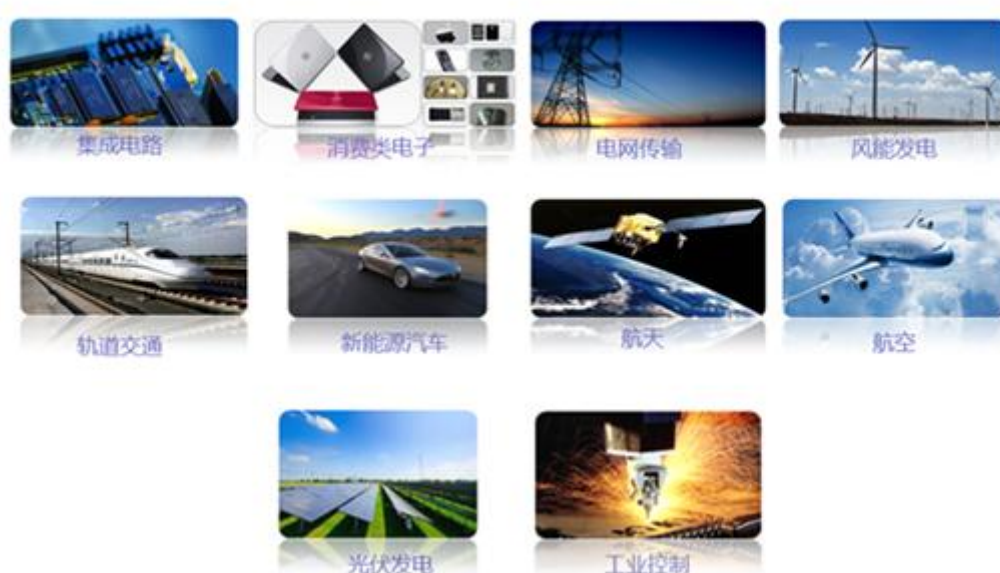 集成电路
消费类电子
电网传输
风能发电
轨道交通
新能源汽车
航天
航空
光伏发电
工业控制